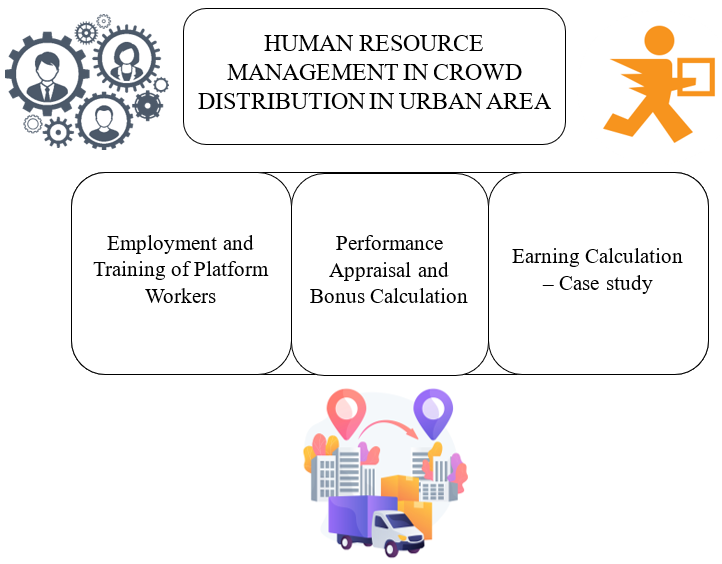 HUMAN RESOURCE
MANAGEMENT IN CROWD
DISTRIBUTION IN URBAN AREA
Employment and
Training of Platform
Workers
Performance
Appraisal and
Bonus Calculation
Earning Calculation
– Case study